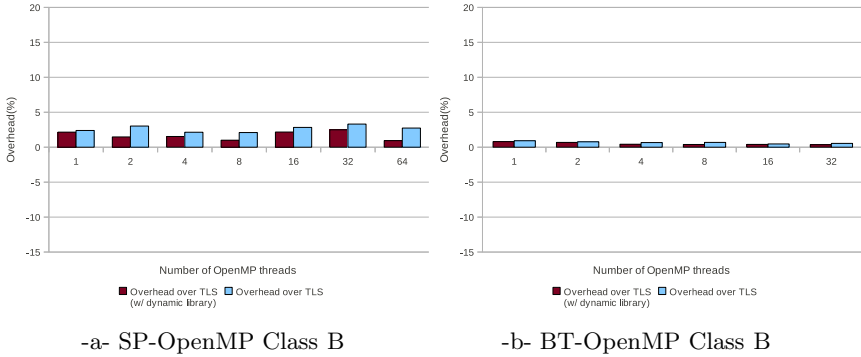 20
15
10
5
0
-5
-10
-15
Overhead(%)
1 2 4 8 16 32 64
Number of OpenMP threads
Overhead over TLS
(w/ dynamic library)
Overhead over TLS
-a- SP-OpenMP Class B
20
15
10
5
0
-5
-10
-15
Overhead(%)
1 2 4 8 16 32
Number of OpenMP threads
Overhead over TLS
(w/ dynamic library)
Overhead over TLS
-b- BT-OpenMP Class B